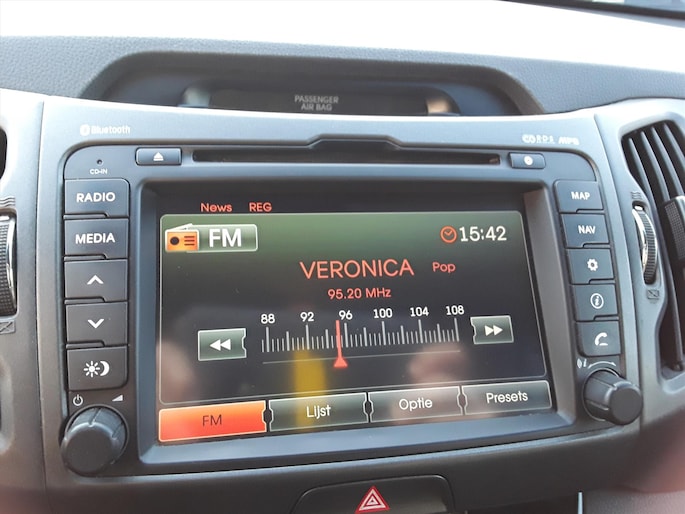 PASSENGER
AIR BAG
Bluetooth
CD-IN
RADIO
MEDIA
News REG
FM
15:42
VERONICA Pop
95.20 MHz
88 92 96 100 104 108
FM Lijst Optie Presets
MAP
NAV